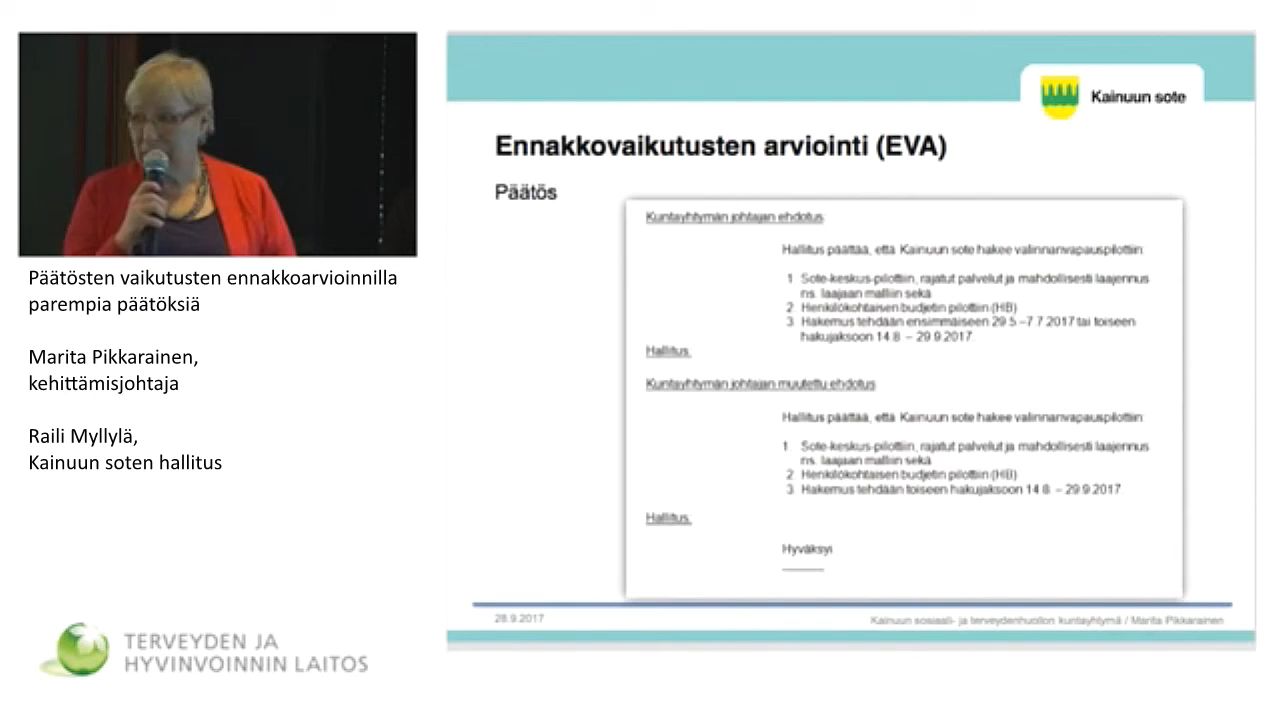 Päätösten vaikutusten ennakkoarvioinnilla
parempia päätöksiä
Marita Pikkarainen,
kehittämisjohtaja
Raili Myllylä,
Kainuun soten hallitus
TERVEYDEN JA
HYVINVOINNIN LAITOS
Kainuun sote
Ennakkovaikutusten arviointi (EVA)
Päätös
Kuntayhtymän johtajan ehdotus
Hallitus päättää, että Kainuun sote hakee valinnanvapauspilottiin
1 Sote-keskus-pilottiin, rajatut palvelut ja mahdollisesti laajennus
ns. laajaan malliin sekä
2 Henkilökohtaisen budjetin pilottiin (HB)
3 Hakemus tehdään ensimmäiseen 29.5.–7.7.2017 tai toiseen
hakujaksoon 14.8. – 29.9.2017.
Hallitus:
Kuntayhtymän johtajan muutettu ehdotus
Hallitus päättää, että Kainuun sote hakee valinnanvapauspilottiin
1 Sote-keskus-pilottiin, rajatut palvelut ja mahdollisesti laajennus
ns. laajaan malliin sekä
2 Henkilökohtaisen budjetin pilottiin (HB)
3 Hakemus tehdään toiseen hakujaksoon 14.8. – 29.9.2017.
Hallitus:
Hyväksyi
28.9.2017
Kainuun sosiaali- ja terveydenhuollon kuntayhtymä / Marita Pikkarainen